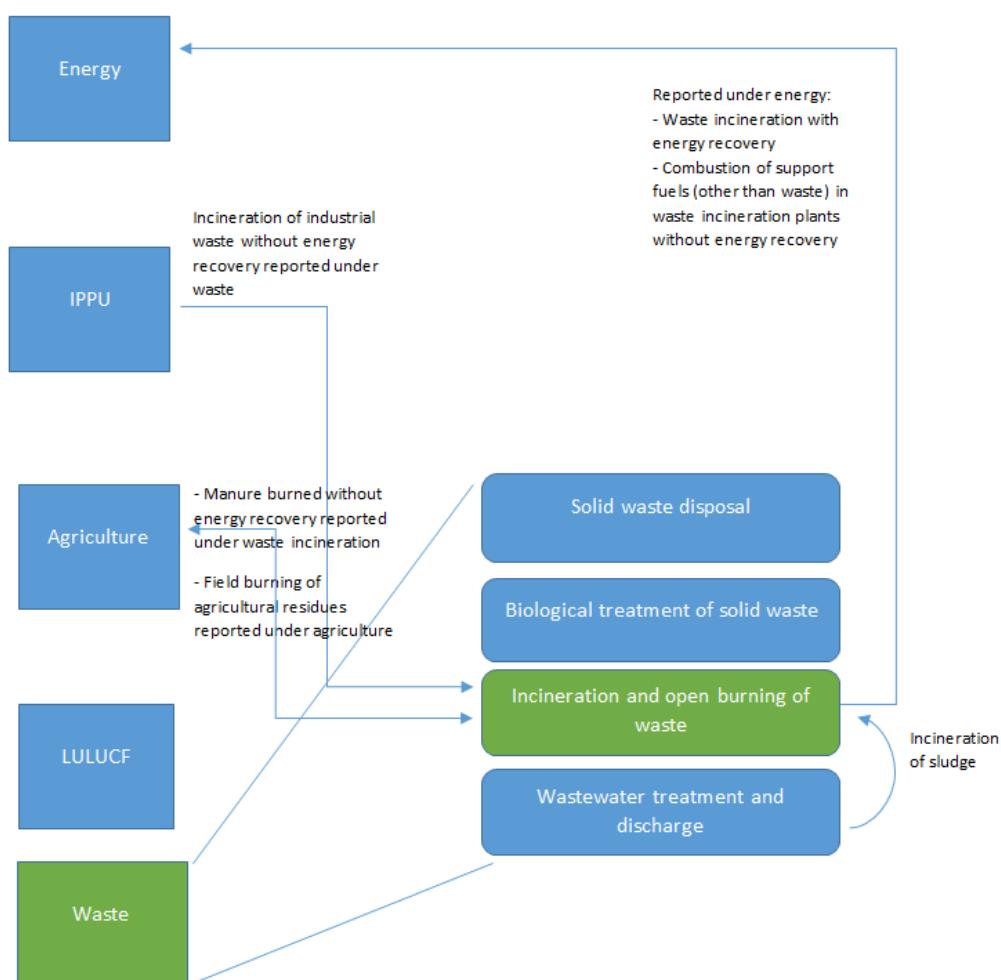 Energy
Reported under energy:
- Waste incineration with
energy recovery
- Combustion of support
fuels (other than waste) in
waste incineration plants
without energy recovery
Incineration of industrial
waste without energy
recovery reported under
waste
IPPU
Agriculture
- Manure burned without
energy recovery reported
under waste incineration
- Field burning of
agricultural residues
reported under agriculture
Solid waste disposal
Biological treatment of solid waste
Incineration and open burning of
waste
LULUCF
Incineration
of sludge
Wastewater treatment and
discharge
Waste